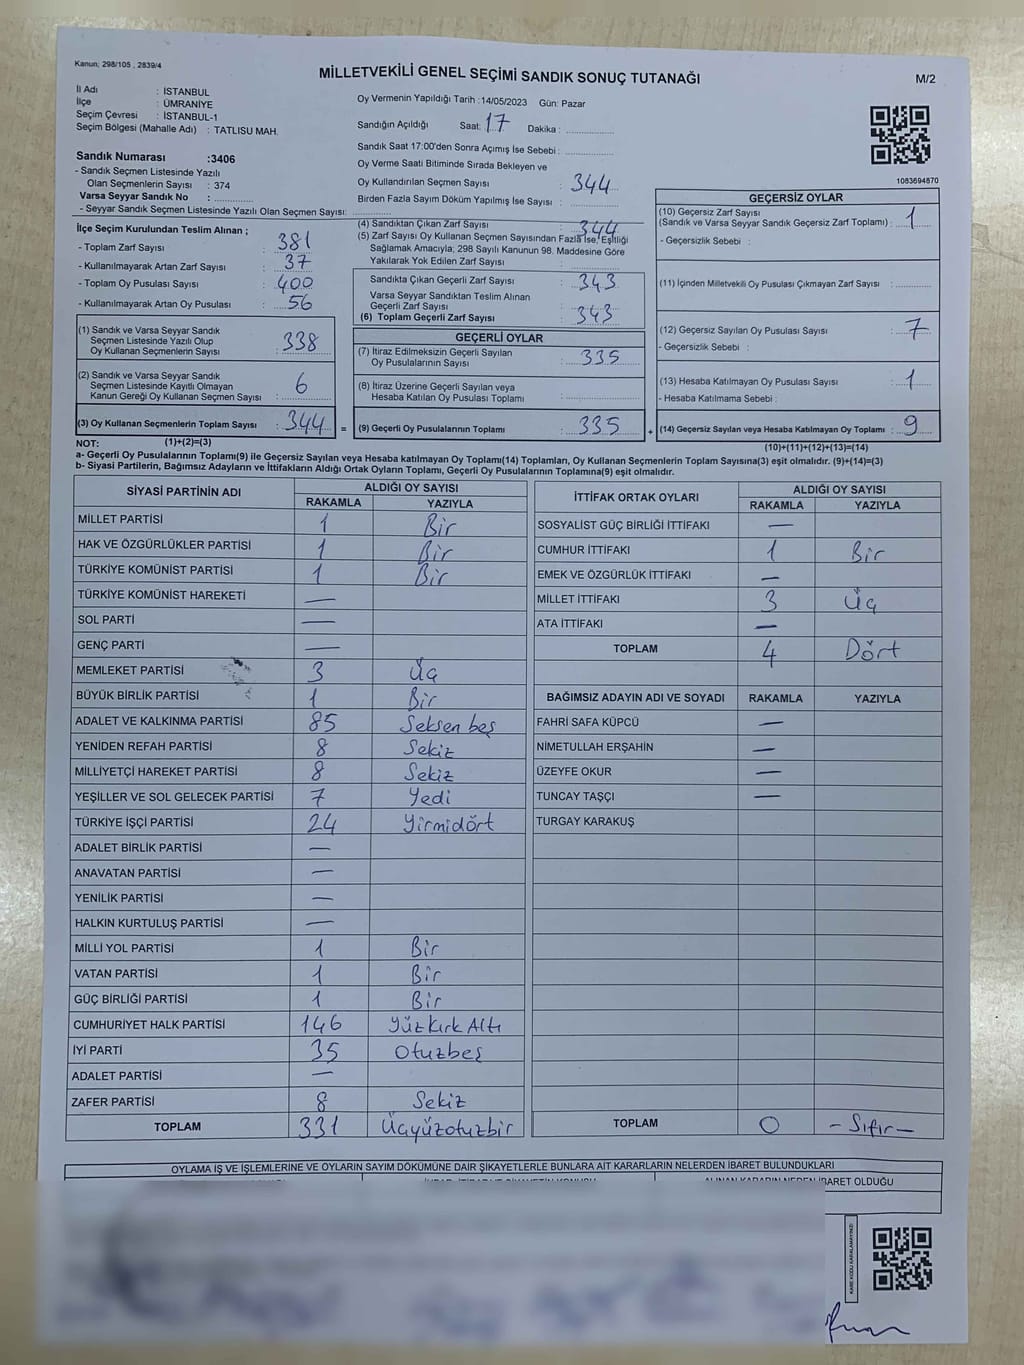 Kanun; 298/105 , 2839/4
MİLLETVEKİLİ GENEL SEÇİMİ SANDIK SONUÇ TUTANAĞI
M/2
İl Adı : İSTANBUL
İlçe : ÜMRANİYE
Seçim Çevresi : İSTANBUL-1
Seçim Bölgesi (Mahalle Adı) : TATLISU MAH.
Sandık Numarası :3406
- Sandık Seçmen Listesinde Yazılı
Olan Seçmenlerin Sayısı : 374
Varsa Seyyar Sandık No :
- Seyyar Sandık Seçmen Listesinde Yazılı Olan Seçmen Sayısı:
Oy Vermenin Yapıldığı Tarih :14/05/2023 Gün: Pazar
Sandığın Açıldığı Saat: 17 Dakika :
Sandık Saat 17:00'den Sonra Açımış İse Sebebi :
Oy Verme Saati Bitiminde Sırada Bekleyen ve
Oy Kullandırılan Seçmen Sayısı : 344
Birden Fazla Sayım Döküm Yapılmış İse Sayısı :
1083694870
İlçe Seçim Kurulundan Teslim Alınan ;
- Toplam Zarf Sayısı : 381
- Kullanılmayarak Artan Zarf Sayısı : 37
- Toplam Oy Pusulası Sayısı : 400
- Kullanılmayarak Artan Oy Pusulası : 56
(1) Sandık ve Varsa Seyyar Sandık
Seçmen Listesinde Yazılı Olup
Oy Kullanan Seçmenlerin Sayısı : 338
(2) Sandık ve Varsa Seyyar Sandık
Seçmen Listesinde Kayıtlı Olmayan
Kanun Gereği Oy Kullanan Seçmen Sayısı : 6
(3) Oy Kullanan Seçmenlerin Toplam Sayısı : 344 =
(4) Sandıktan Çıkan Zarf Sayısı : 344
(5) Zarf Sayısı Oy Kullanan Seçmen Sayısından Fazla İse, Eşitliği
Sağlamak Amacıyla; 298 Sayılı Kanunun 98. Maddesine Göre
Yakılarak Yok Edilen Zarf Sayısı :
Sandıkta Çıkan Geçerli Zarf Sayısı : 343
Varsa Seyyar Sandıktan Teslim Alınan
Geçerli Zarf Sayısı :
(6) Toplam Geçerli Zarf Sayısı : 343
GEÇERLİ OYLAR
(7) İtiraz Edilmeksizin Geçerli Sayılan
Oy Pusulalarının Sayısı : 335
(8) İtiraz Üzerine Geçerli Sayılan veya
Hesaba Katılan Oy Pusulası Toplamı :
(9) Geçerli Oy Pusulalarının Toplamı : 335 +
GEÇERSİZ OYLAR
(10) Geçersiz Zarf Sayısı
(Sandık ve Varsa Seyyar Sandık Geçersiz Zarf Toplamı) : 1
- Geçersizlik Sebebi :
(11) İçinden Milletvekili Oy Pusulası Çıkmayan Zarf Sayısı :
(12) Geçersiz Sayılan Oy Pusulası Sayısı : 7
- Geçersizlik Sebebi :
(13) Hesaba Katılmayan Oy Pusulası Sayısı : 1
- Hesaba Katılmama Sebebi :
(14) Geçersiz Sayılan veya Hesaba Katılmayan Oy Toplamı : 9
NOT: (1)+(2)=(3) (10)+(11)+(12)+(13)=(14)
a- Geçerli Oy Pusulasının Toplamı(9) ile Geçersiz Sayılan veya Hesaba katılmayan Oy Toplamı(14) Toplamları, Oy Kullanan Seçmenlerin Toplam Sayısına(3) eşit olmalıdır. (9)+(14)=(3)
b- Siyasi Partilerin, Bağımsız Adayların ve İttifakların Aldığı Ortak Oyların Toplamı, Geçerli Oy Pusulalarının Toplamına(9) eşit olmalıdır.
SİYASİ PARTİNİN ADI ALDIĞI OY SAYISI
RAKAMLA YAZIYLA
MİLLET PARTİSİ 1 Bir
HAK VE ÖZGÜRLÜKLER PARTİSİ 1 Bir
TÜRKİYE KOMÜNİST PARTİSİ 1 Bir
TÜRKİYE KOMÜNİST HAREKETİ —
SOL PARTİ —
GENÇ PARTİ —
MEMLEKET PARTİSİ 3 Üç
BÜYÜK BİRLİK PARTİSİ 1 Bir
ADALET VE KALKINMA PARTİSİ 85 Seksen beş
YENİDEN REFAH PARTİSİ 8 Sekiz
MİLLİYETÇİ HAREKET PARTİSİ 8 Sekiz
YEŞİLLER VE SOL GELECEK PARTİSİ 7 Yedi
TÜRKİYE İŞÇİ PARTİSİ 24 Yirmidört
ADALET BİRLİK PARTİSİ —
ANAVATAN PARTİSİ —
YENİLİK PARTİSİ —
HALKIN KURTULUŞ PARTİSİ —
MİLLİ YOL PARTİSİ 1 Bir
VATAN PARTİSİ 1 Bir
GÜÇ BİRLİĞİ PARTİSİ 1 Bir
CUMHURİYET HALK PARTİSİ 146 Yüz Kırk Altı
İYİ PARTİ 35 Otuzbeş
ADALET PARTİSİ —
ZAFER PARTİSİ 8 Sekiz
TOPLAM 331 Üçyüzotuzbir
İTTİFAK ORTAK OYLARI ALDIĞI OY SAYISI
RAKAMLA YAZIYLA
SOSYALİST GÜÇ BİRLİĞİ İTTİFAKI —
CUMHUR İTTİFAKI 1 Bir
EMEK VE ÖZGÜRLÜK İTTİFAKI —
MİLLET İTTİFAKI 3 Üç
ATA İTTİFAKI —
TOPLAM 4 Dört
BAĞIMSIZ ADAYIN ADI VE SOYADI RAKAMLA YAZIYLA
FAHRİ SAFA KÜPCÜ —
NİMETULLAH ERŞAHİN —
ÜZEYFE OKUR —
TUNCAY TAŞÇI —
TURGAY KARAKUŞ
TOPLAM 0 - Sıfır -
OYLAMA İŞ VE İŞLEMLERİNE VE OYLARIN SAYIM DÖKÜMÜNE DAİR ŞİKAYETLERLE BUNLARA AİT KARARLARIN NELERDEN İBARET BULUNDUKLARI
ALINAN KARARIN NEDEN İBARET OLDUĞU
KARE KODU KARALAMAYINIZ!